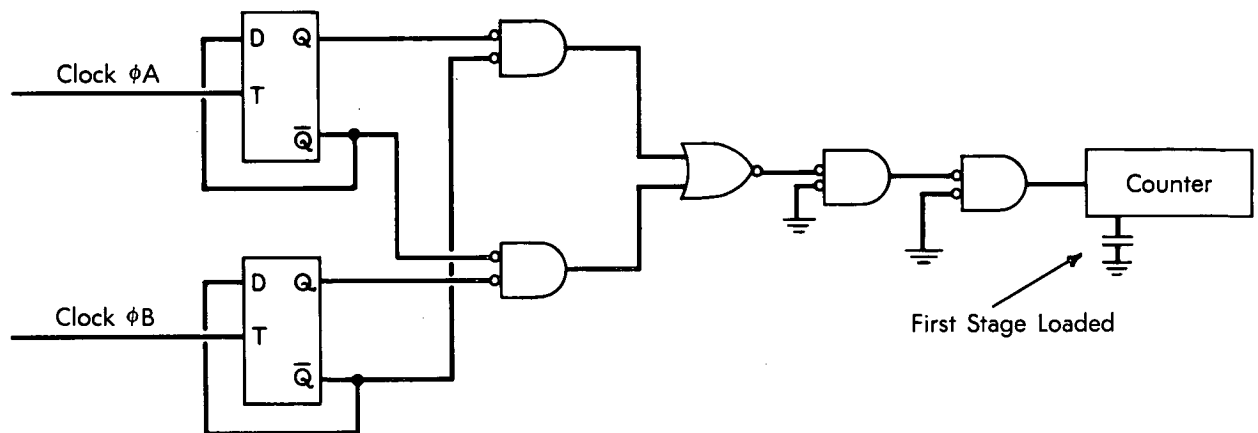 D Q
Clock ϕA
T
Q̅
Counter
D Q
Clock ϕB
T
Q̅
First Stage Loaded